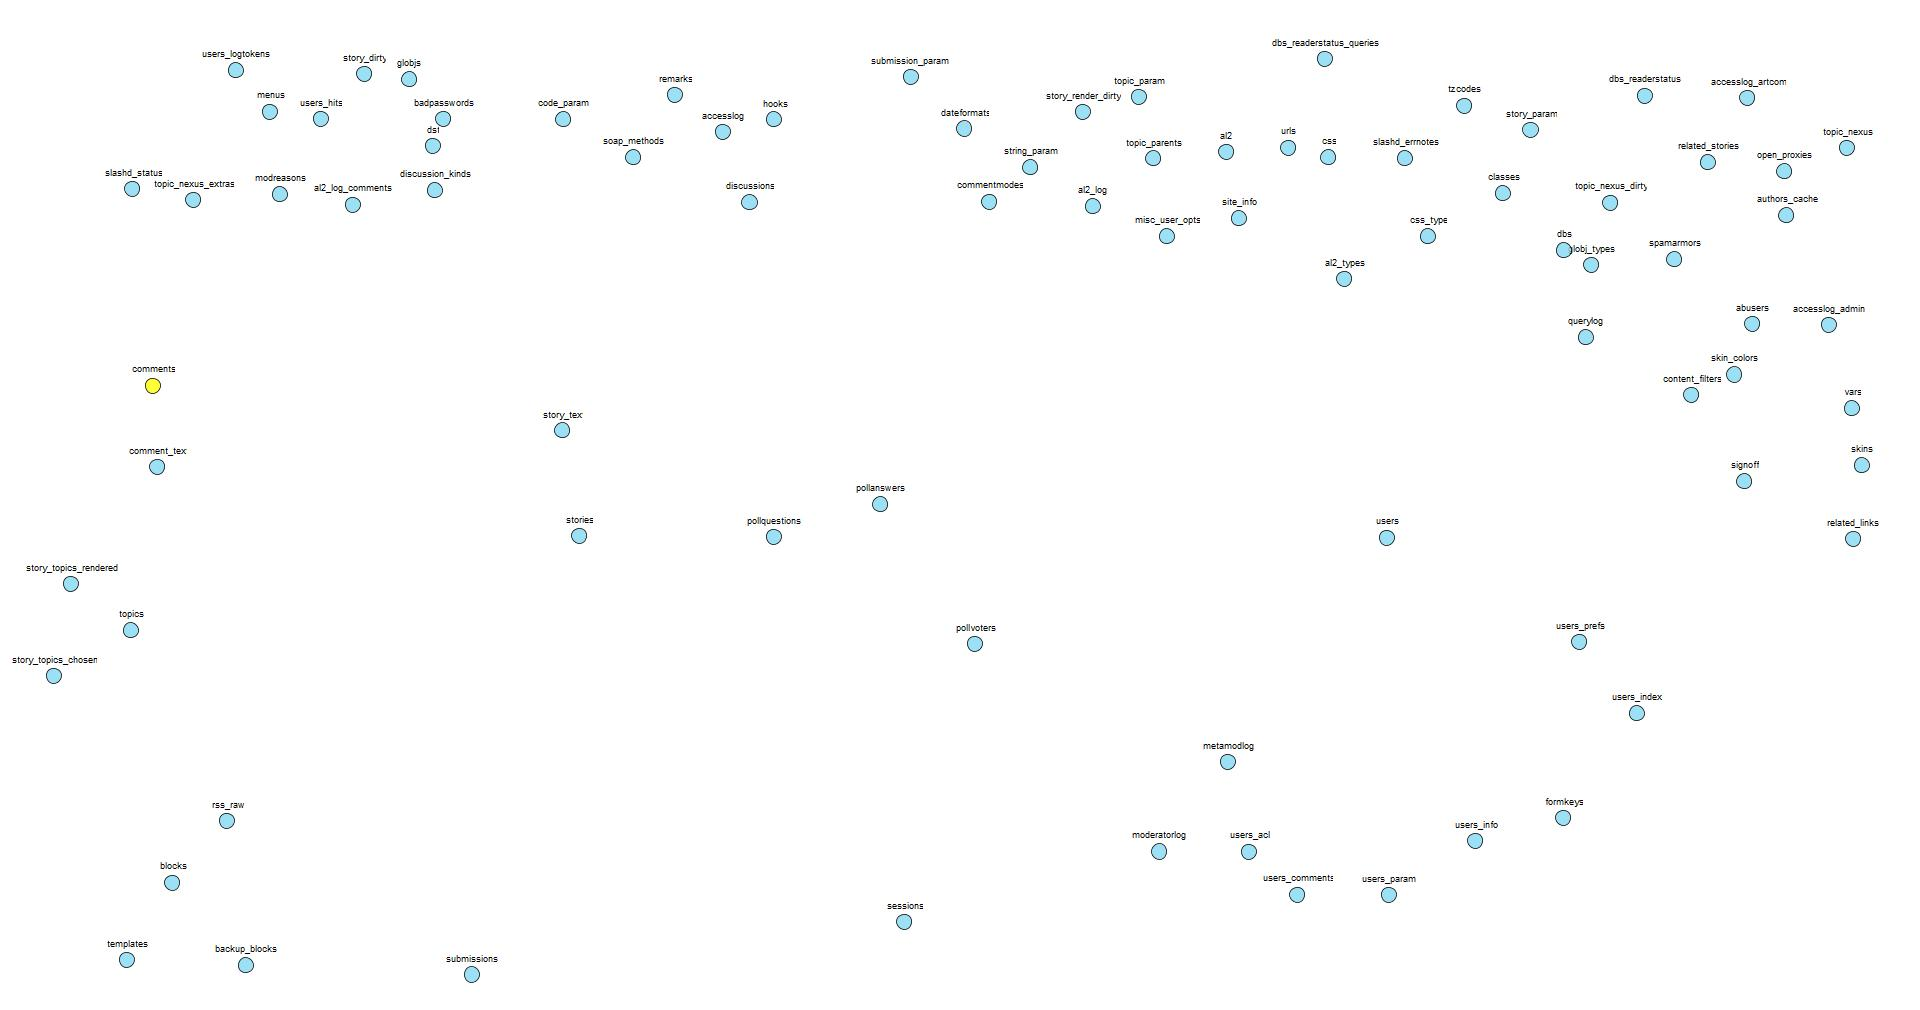 dbs_readerstatus_queries
users_logtokens
story_dirty
globjs
submission_param
remarks
topic_param
dbs_readerstatus
accesslog_artcom
tzcodes
menus
users_hits
badpasswords
code_param
hooks
story_render_dirty
accesslog
dateformats
story_param
dst
soap_methods
string_param
topic_parents
al2
urls
css
slashd_errnotes
related_stories
topic_nexus
open_proxies
slashd_status
topic_nexus_extras
modreasons
al2_log_comments
discussion_kinds
discussions
commentmodes
al2_log
classes
topic_nexus_dirty
authors_cache
misc_user_opts
site_info
css_type
dbs
globj_types
spamarmors
al2_types
abusers
accesslog_admin
querylog
skin_colors
comments
content_filters
vars
story_tex
comment_tex
skins
signoff
pollanswers
stories
pollquestions
users
related_links
story_topics_rendered
topics
pollvoters
users_prefs
story_topics_chosen
users_index
metamodlog
rss_raw
formkeys
moderatorlog
users_acl
users_info
blocks
users_comments
users_param
sessions
templates
backup_blocks
submissions